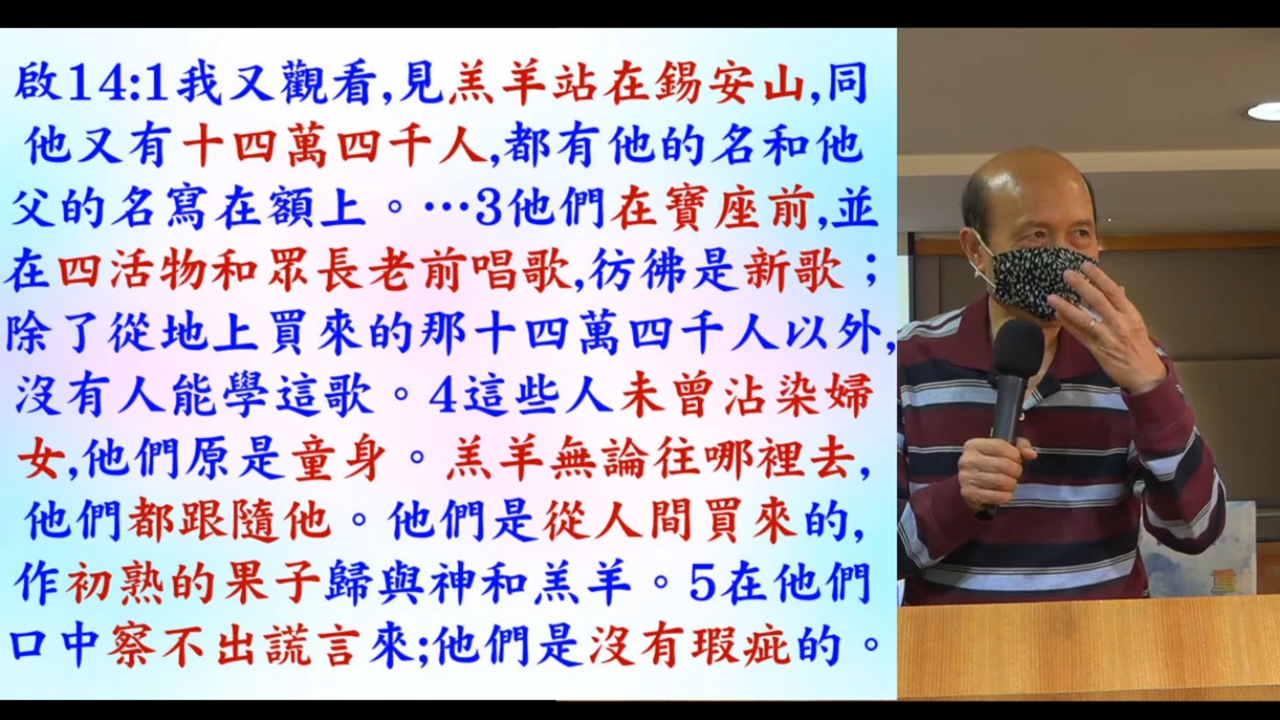 啟14:1我又觀看,見羔羊站在錫安山,同
他又有十四萬四千人,都有他的名和他
父的名寫在額上。…3他們在寶座前,並
在四活物和眾長老前唱歌,彷彿是新歌；
除了從地上買來的那十四萬四千人以外,
沒有人能學這歌。4這些人未曾沾染婦
女,他們原是童身。羔羊無論往哪裡去,
他們都跟隨他。他們是從人間買來的,
作初熟的果子歸與神和羔羊。5在他們
口中察不出謊言來;他們是沒有瑕疵的。